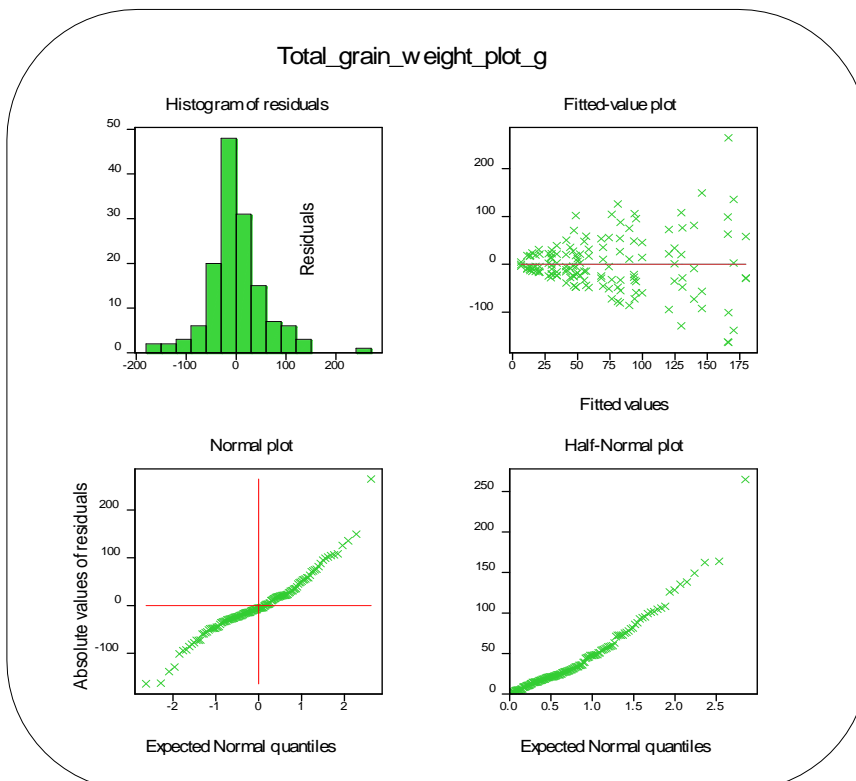 Total_grain_weight_plot_g
Histogram of residuals
50
40
30
20
10
0
-200 -100 0 100 200
Residuals
Fitted-value plot
200
100
0
-100
0 25 50 75 100 125 150 175
Fitted values
Normal plot
Absolute values of residuals
200
100
0
-100
-2 -1 0 1 2
Expected Normal quantiles
Half-Normal plot
250
200
150
100
50
0
0.0 0.5 1.0 1.5 2.0 2.5
Expected Normal quantiles